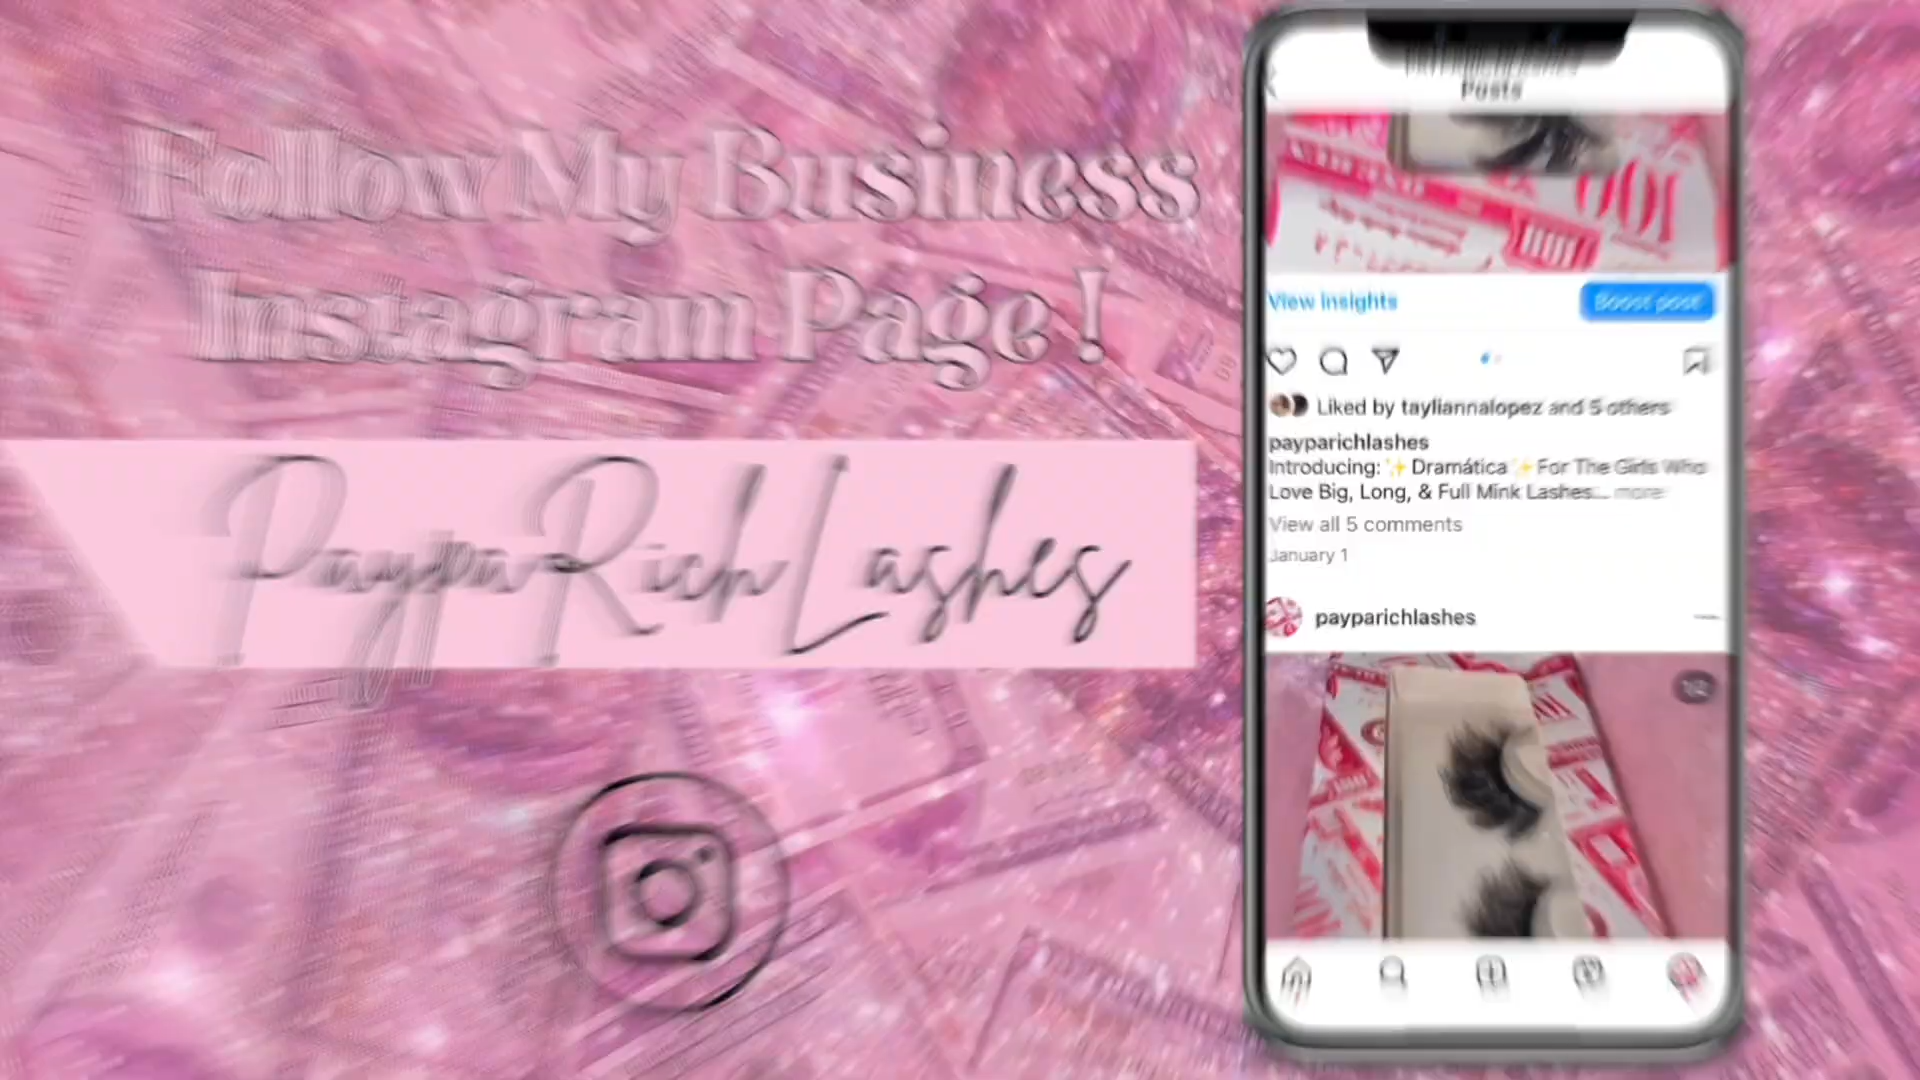 Follow My Business
Instagram Page !
PaypaRichLashes
PAYPARICHLASHES
Posts
100
View insights
Boost post
Liked by tayliannalopez and 5 others
payparichlashes
Introducing: ✨ Dramática ✨ For The Girls Who
Love Big, Long, & Full Mink Lashes... more
View all 5 comments
January 1
payparichlashes